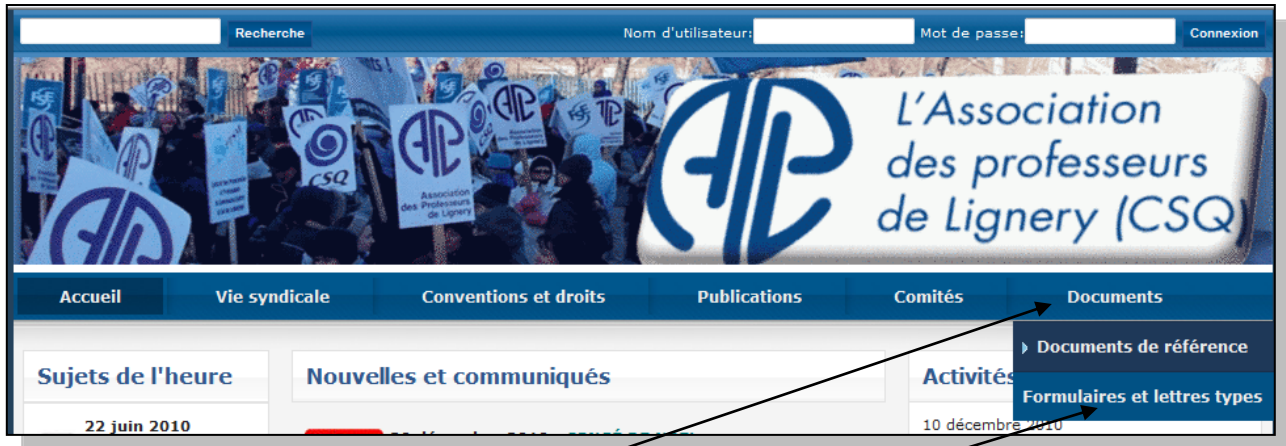 Recherche Nom d'utilisateur: Mot de passe: Connexion
FSE
CSQ
APL
Association
des Professeurs
de Lignery
L'Association
des professeurs
de Lignery (CSQ)
Accueil Vie syndicale Conventions et droits Publications Comités Documents
Documents de référence
Formulaires et lettres types
Sujets de l'heure Nouvelles et communiqués Activités
22 juin 2010
10 décembre 2010